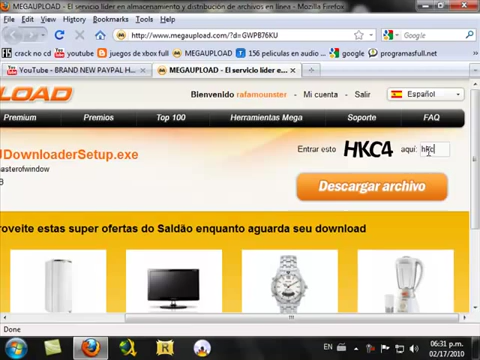 MEGAUPLOAD - El servicio líder en almacenamiento y distribución de archivos en línea - Mozilla Firefox
Edit View History Bookmarks Tools Help
http://www.megaupload.com/?d=GWPB76KU Google
crack no cd youtube juegos de xbox full MEGAUPLOAD 156 películas en audio ... google programasfull.net
YouTube - BRAND NEW PAYPAL H... MEGAUPLOAD - El servicio líder e...
LOAD Bienvenido rafamounster - Mi cuenta - Salir Español
Premium Premios Top 100 Herramientas Mega Soporte FAQ
JDownloaderSetup.exe
Entrar esto HKC4 aquí: hkc
masterofwindow
B
Descargar archivo
roveite estas super ofertas do Saldão enquanto aguarda seu download
Done
EN 06:31 p.m.
02/17/2010